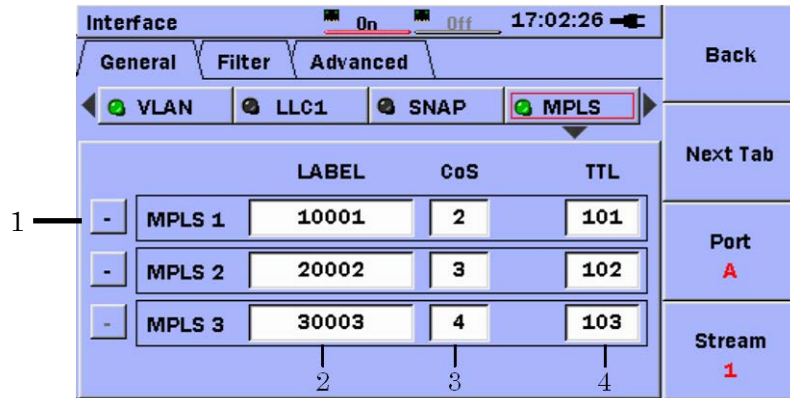 Interface On Off 17:02:26
Back
General Filter Advanced
VLAN LLC1 SNAP MPLS
Next Tab
LABEL CoS TTL
1 - MPLS 1 10001 2 101
Port
A
- MPLS 2 20002 3 102
- MPLS 3 30003 4 103
Stream
1
2 3 4